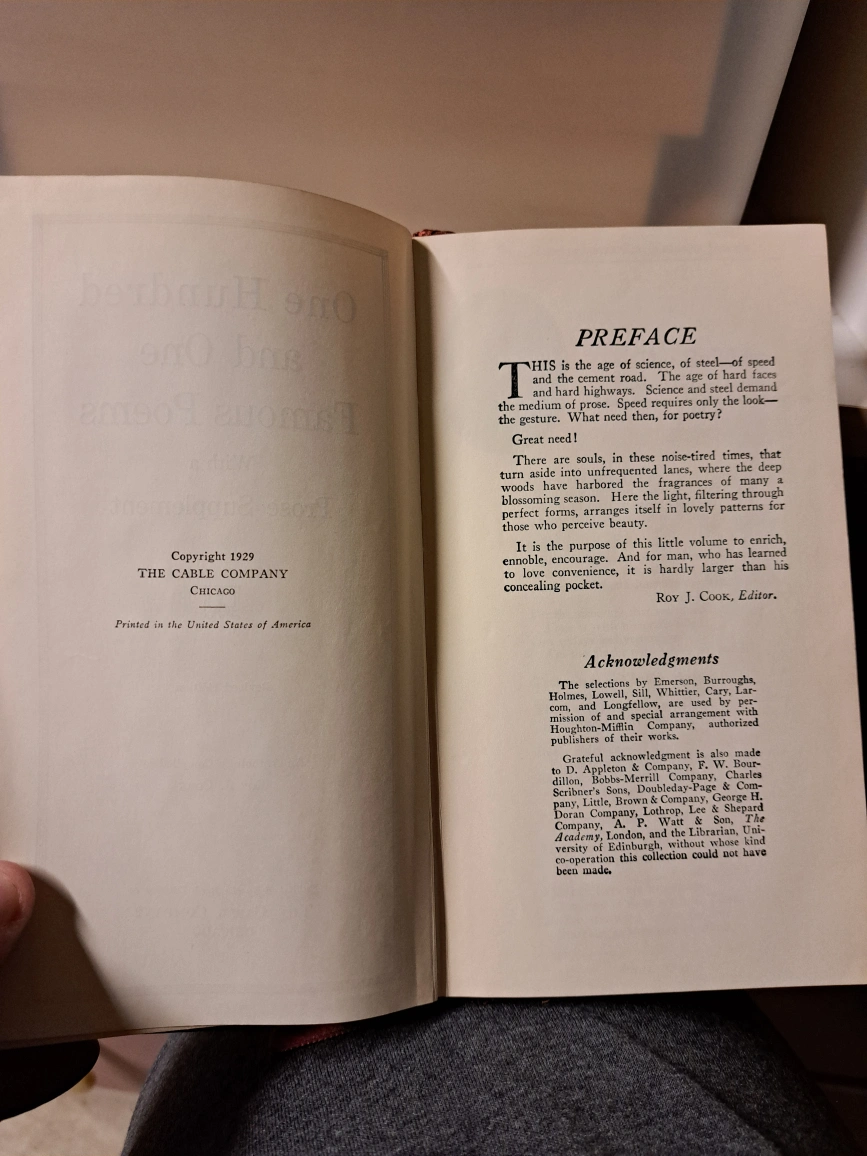 One Hundred
and One
Famous Poems
With a
Prose Supplement
Copyright 1929
THE CABLE COMPANY
CHICAGO
Printed in the United States of America
PREFACE
THIS is the age of science, of steel—of speed
and the cement road. The age of hard faces
and hard highways. Science and steel demand
the medium of prose. Speed requires only the look—
the gesture. What need then, for poetry?
Great need!
There are souls, in these noise-tired times, that
turn aside into unfrequented lanes, where the deep
woods have harbored the fragrances of many a
blossoming season. Here the light, filtering through
perfect forms, arranges itself in lovely patterns for
those who perceive beauty.
It is the purpose of this little volume to enrich,
ennoble, encourage. And for man, who has learned
to love convenience, it is hardly larger than his
concealing pocket.
ROY J. COOK, Editor.
Acknowledgments
The selections by Emerson, Burroughs,
Holmes, Lowell, Sill, Whittier, Cary, Lar-
com, and Longfellow, are used by per-
mission of and special arrangement with
Houghton-Mifflin Company, authorized
publishers of their works.
Grateful acknowledgment is also made
to D. Appleton & Company, F. W. Bour-
dillon, Bobbs-Merrill Company, Charles
Scribner's Sons, Doubleday-Page & Com-
pany, Little, Brown & Company, George H.
Doran Company, Lothrop, Lee & Shepard
Company, A. P. Watt & Son, The
Academy, London, and the Librarian, Uni-
versity of Edinburgh, without whose kind
co-operation this collection could not have
been made.